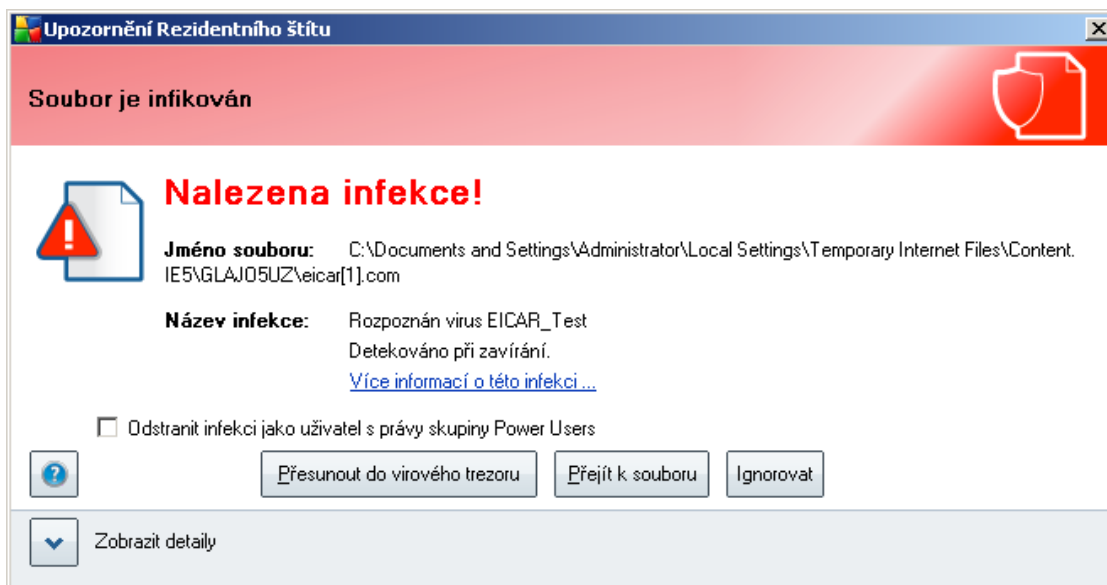 Upozornění Rezidentního štítu
Soubor je infikován
Nalezena infekce!
Jméno souboru: C:\Documents and Settings\Administrator\Local Settings\Temporary Internet Files\Content.
IE5\GLAJO5UZ\eicar[1].com
Název infekce: Rozpoznán virus EICAR_Test
Detekováno při zavírání.
Více informací o této infekci ...
Odstranit infekci jako uživatel s právy skupiny Power Users
Přesunout do virového trezoru Přejít k souboru Ignorovat
Zobrazit detaily